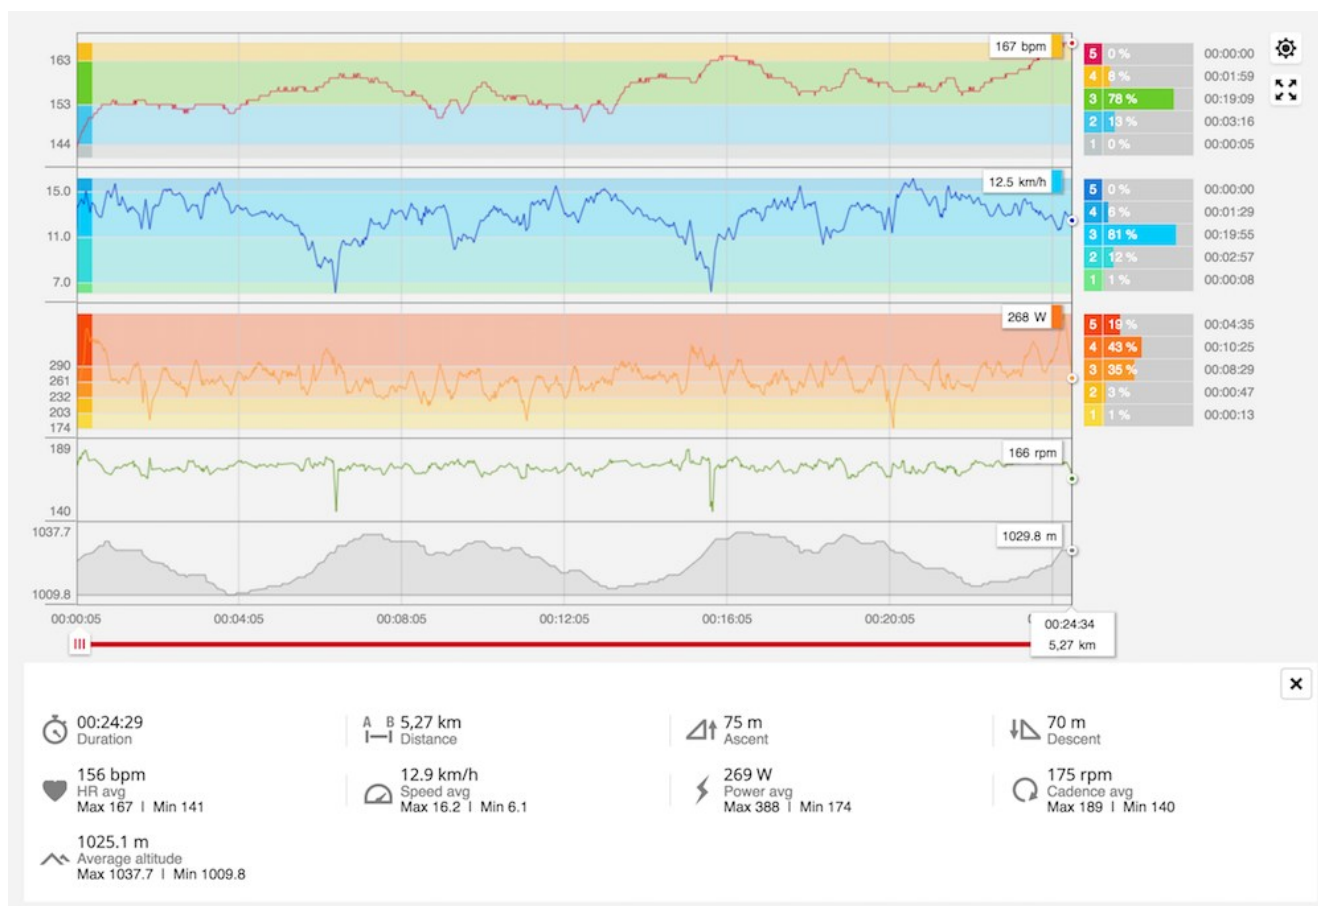 163
153
144
167 bpm
5 0 % 00:00:00
4 8 % 00:01:59
3 78 % 00:19:09
2 13 % 00:03:16
1 0 % 00:00:05
15.0
11.0
7.0
12.5 km/h
5 0 % 00:00:00
4 6 % 00:01:29
3 81 % 00:19:55
2 12 % 00:02:57
1 1 % 00:00:08
290
261
232
203
174
268 W
5 19 % 00:04:35
4 43 % 00:10:25
3 35 % 00:08:29
2 3 % 00:00:47
1 1 % 00:00:13
189
140
166 rpm
1037.7
1009.8
1029.8 m
00:00:05 00:04:05 00:08:05 00:12:05 00:16:05 00:20:05
00:24:34
5,27 km
00:24:29
Duration
A B 5,27 km
Distance
75 m
Ascent
70 m
Descent
156 bpm
HR avg
Max 167 | Min 141
12.9 km/h
Speed avg
Max 16.2 | Min 6.1
269 W
Power avg
Max 388 | Min 174
175 rpm
Cadence avg
Max 189 | Min 140
1025.1 m
Average altitude
Max 1037.7 | Min 1009.8